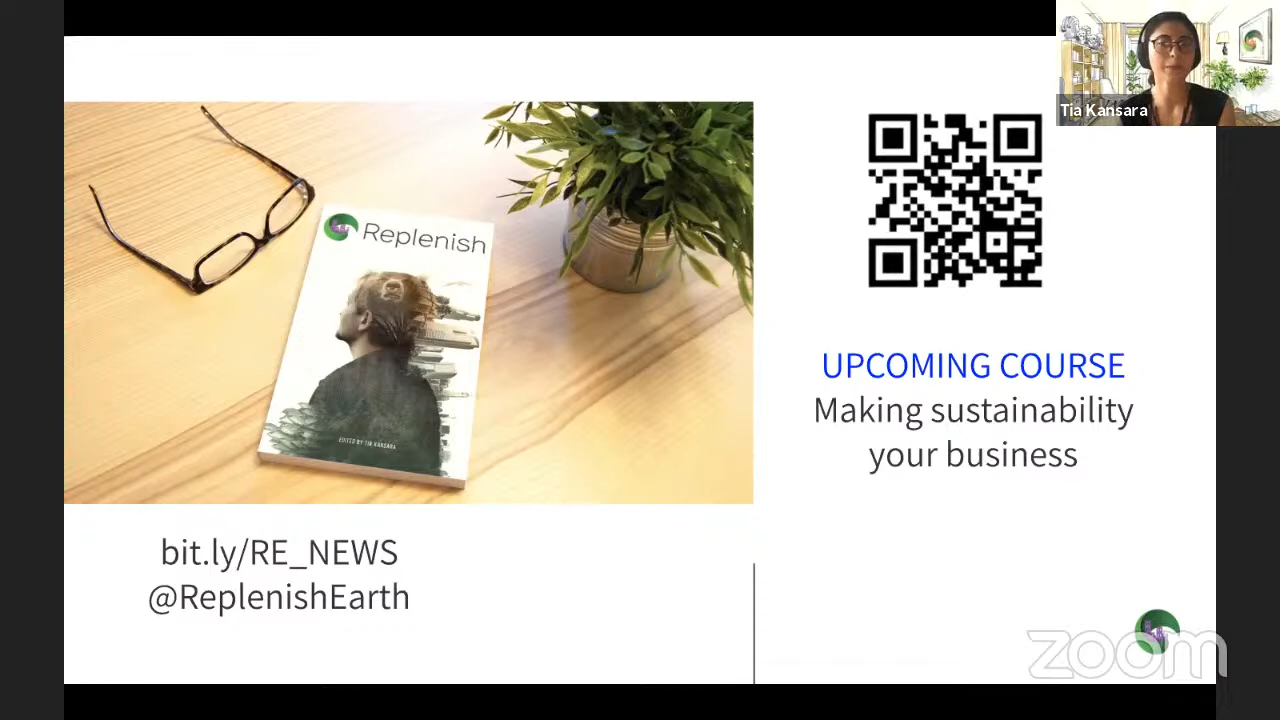 Tia Kansara
Replenish
EDITED BY TIA KANSARA
UPCOMING COURSE
Making sustainability
your business
bit.ly/RE_NEWS
@ReplenishEarth
zoom